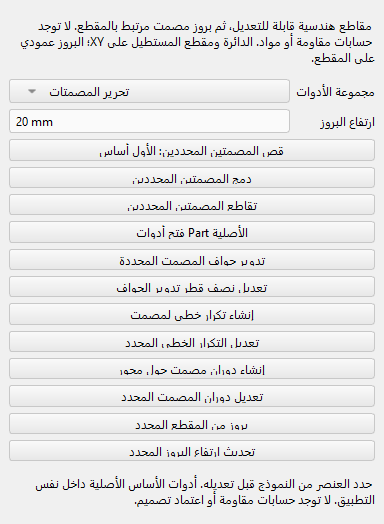 مقاطع هندسية قابلة للتعديل، ثم بروز مصمت مرتبط بالمقطع. لا توجد
حسابات مقاومة أو مواد. الدائرة ومقطع المستطيل على XY؛ البروز عمودي
على المقطع.
مجموعة الأدوات
تحرير المصمتات
ارتفاع البروز
20 mm
قص المصمتين المحددين: الأول أساس
دمج المصمتين المحددين
تقاطع المصمتين المحددين
فتح أدوات Part الأصلية
تدوير حواف المصمت المحددة
تعديل نصف قطر تدوير الحواف
إنشاء تكرار خطي لمصمت
تعديل التكرار الخطي المحدد
إنشاء دوران مصمت حول محور
تعديل دوران المصمت المحدد
بروز من المقطع المحدد
تحديث ارتفاع البروز المحدد
حدد العنصر من النموذج قبل تعديله. أدوات الأساس الأصلية داخل نفس
التطبيق. لا توجد حسابات مقاومة أو اعتماد تصميم.